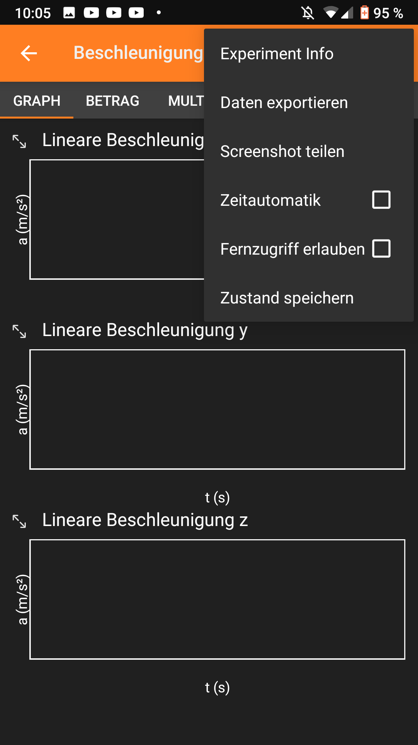 10:05
95 %
Beschleunigung
GRAPH BETRAG MULT
Experiment Info
Daten exportieren
Screenshot teilen
Zeitautomatik
Fernzugriff erlauben
Zustand speichern
Lineare Beschleunig
a (m/s²)
Lineare Beschleunigung y
a (m/s²)
t (s)
Lineare Beschleunigung z
a (m/s²)
t (s)